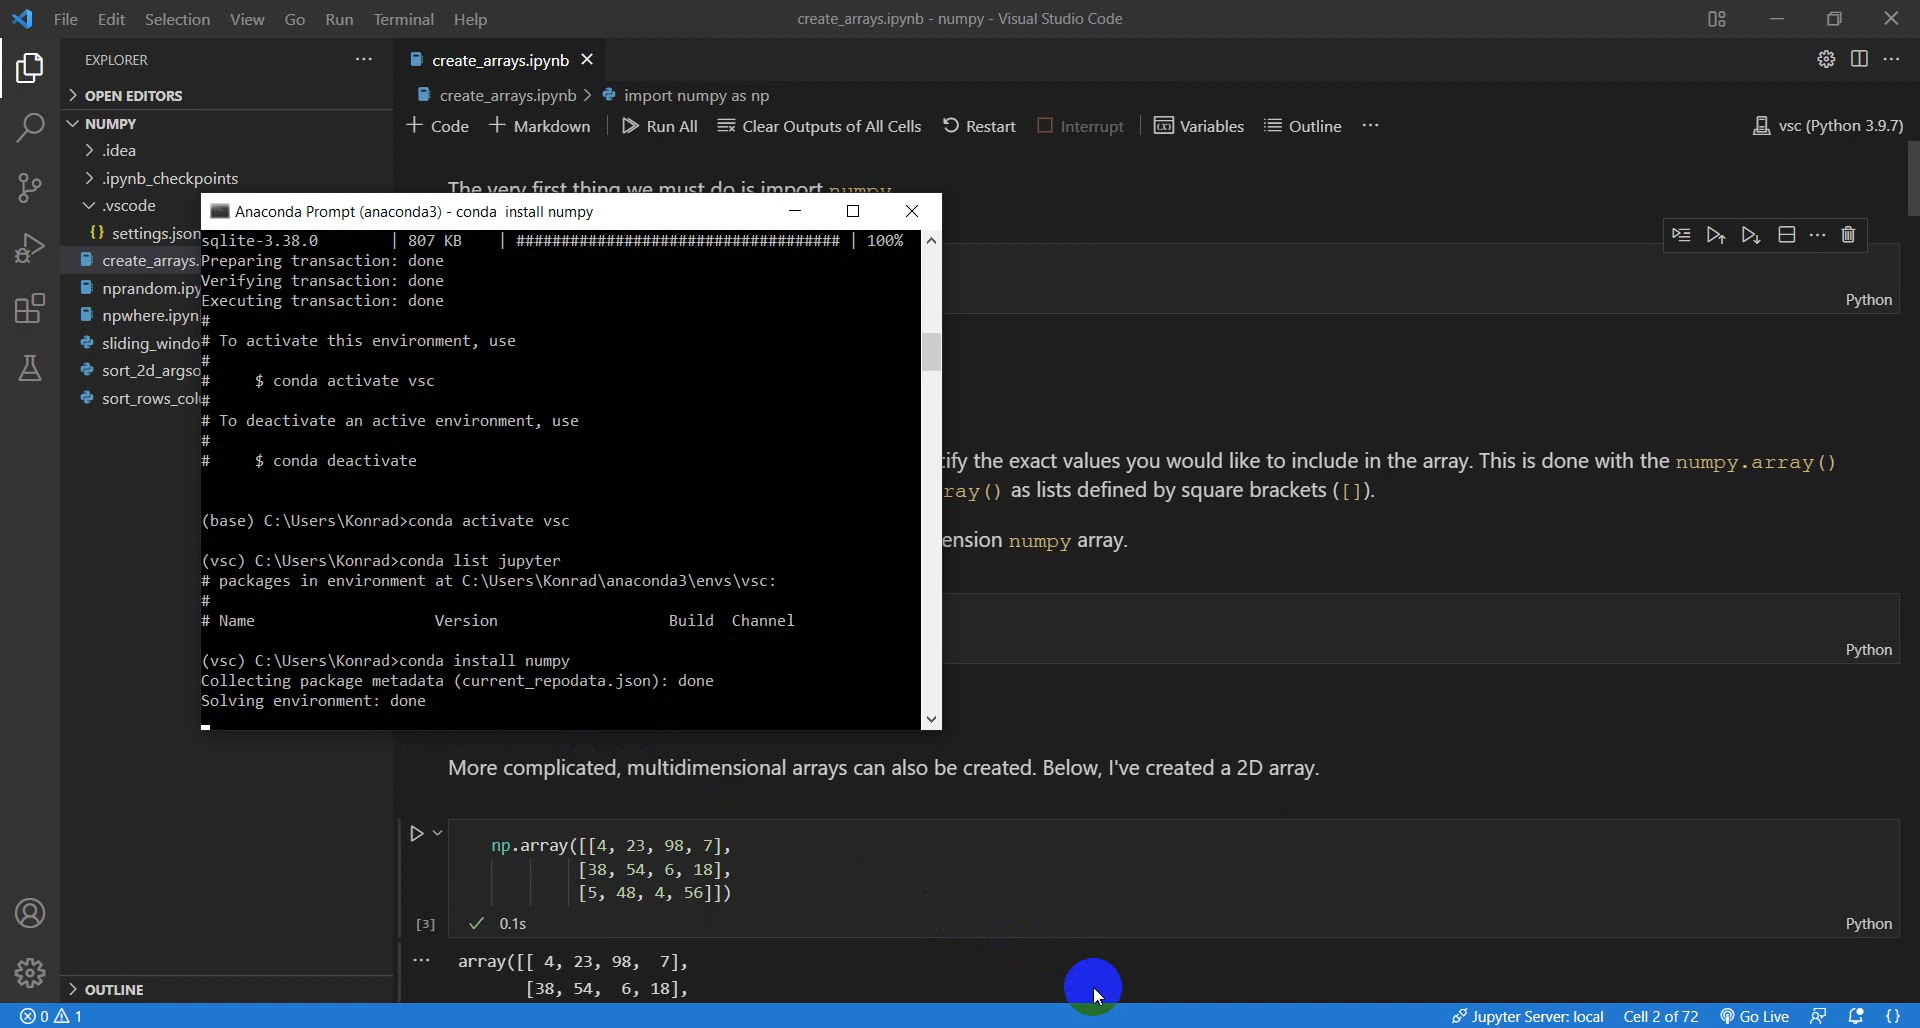 File Edit Selection View Go Run Terminal Help
create_arrays.ipynb - numpy - Visual Studio Code
EXPLORER ···
create_arrays.ipynb
OPEN EDITORS
create_arrays.ipynb > import numpy as np
NUMPY
+ Code + Markdown Run All Clear Outputs of All Cells Restart Interrupt Variables Outline ··· vsc (Python 3.9.7)
.idea
.ipynb_checkpoints
The very first thing we must do is import numpy
.vscode
{} settings.json
create_arrays.
nprandom.ipy
npwhere.ipyn
sliding_windo
sort_2d_argso
sort_rows_col
Python
Anaconda Prompt (anaconda3) - conda install numpy
sqlite-3.38.0 | 807 KB | #################################### | 100%
Preparing transaction: done
Verifying transaction: done
Executing transaction: done
#
# To activate this environment, use
#
# $ conda activate vsc
#
# To deactivate an active environment, use
#
# $ conda deactivate
(base) C:\Users\Konrad>conda activate vsc
(vsc) C:\Users\Konrad>conda list jupyter
# packages in environment at C:\Users\Konrad\anaconda3\envs\vsc:
#
# Name Version Build Channel
(vsc) C:\Users\Konrad>conda install numpy
Collecting package metadata (current_repodata.json): done
Solving environment: done
ify the exact values you would like to include in the array. This is done with the numpy.array()
ray() as lists defined by square brackets ([]).
ension numpy array.
Python
More complicated, multidimensional arrays can also be created. Below, I've created a 2D array.
np.array([[4, 23, 98, 7],
[38, 54, 6, 18],
[5, 48, 4, 56]])
[3] ✓ 0.1s Python
··· array([[ 4, 23, 98, 7],
[38, 54, 6, 18],
OUTLINE
0 1 Jupyter Server: local Cell 2 of 72 Go Live {}